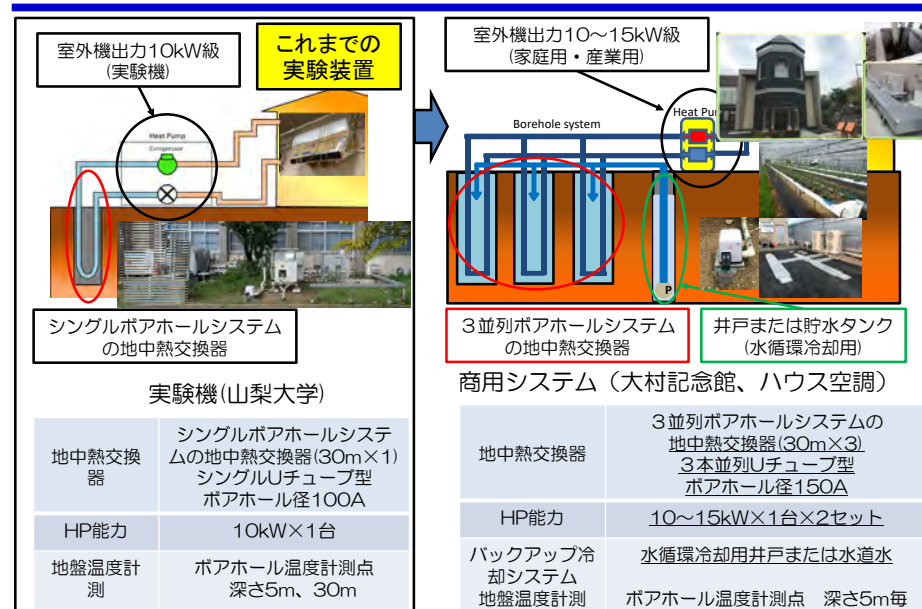 室外機出力10kW級
(実験機)
これまでの
実験装置
Heat Pump
Compressor
シングルボアホールシステム
の地中熱交換器
実験機(山梨大学)
地中熱交換
器
シングルボアホールシステ
ムの地中熱交換器(30m×1)
シングルUチューブ型
ボアホール径100A
HP能力
10kW×1台
地盤温度計
測
ボアホール温度計測点
深さ5m、30m
室外機出力10～15kW級
(家庭用・産業用)
Heat Pump
Borehole system
P
３並列ボアホールシステム
の地中熱交換器
井戸または貯水タンク
(水循環冷却用)
商用システム（大村記念館、ハウス空調）
地中熱交換器
３並列ボアホールシステムの
地中熱交換器(30m×3)
３本並列Uチューブ型
ボアホール径150A
HP能力
10～15kW×1台×2セット
バックアップ冷
却システム
水循環冷却用井戸または水道水
地盤温度計測
ボアホール温度計測点　深さ5m毎